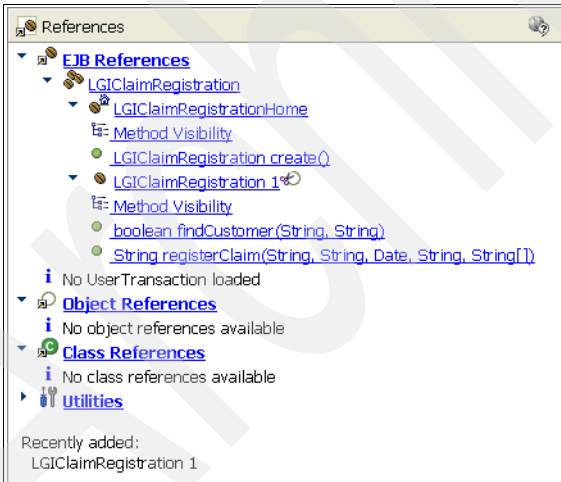 References
EJB References
LGIClaimRegistration
LGIClaimRegistrationHome
Method Visibility
LGIClaimRegistration create()
LGIClaimRegistration 1
Method Visibility
boolean findCustomer(String, String)
String registerClaim(String, String, Date, String, String[])
No UserTransaction loaded
Object References
No object references available
Class References
No class references available
Utilities
Recently added:
LGIClaimRegistration 1